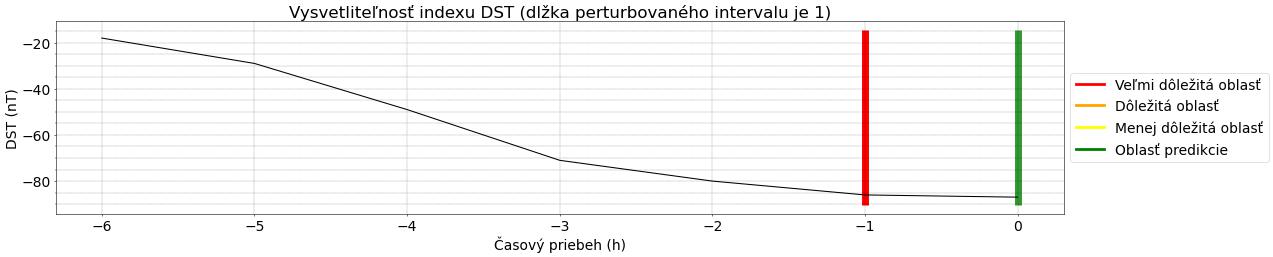 Vysvetliteľnosť indexu DST (dlžka perturbovaného intervalu je 1)
DST (nT)
−20
−40
−60
−80
−6 −5 −4 −3 −2 −1 0
Časový priebeh (h)
Veľmi dôležitá oblasť
Dôležitá oblasť
Menej dôležitá oblasť
Oblasť predikcie